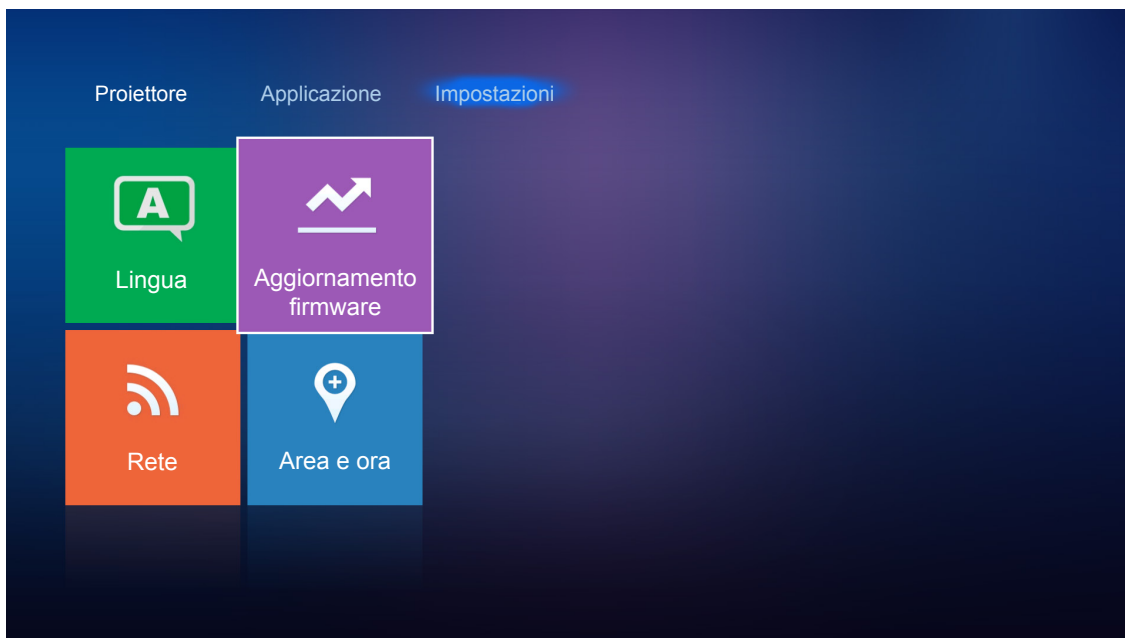 Proiettore Applicazione Impostazioni
A
Lingua
Aggiornamento
firmware
Rete
Area e ora